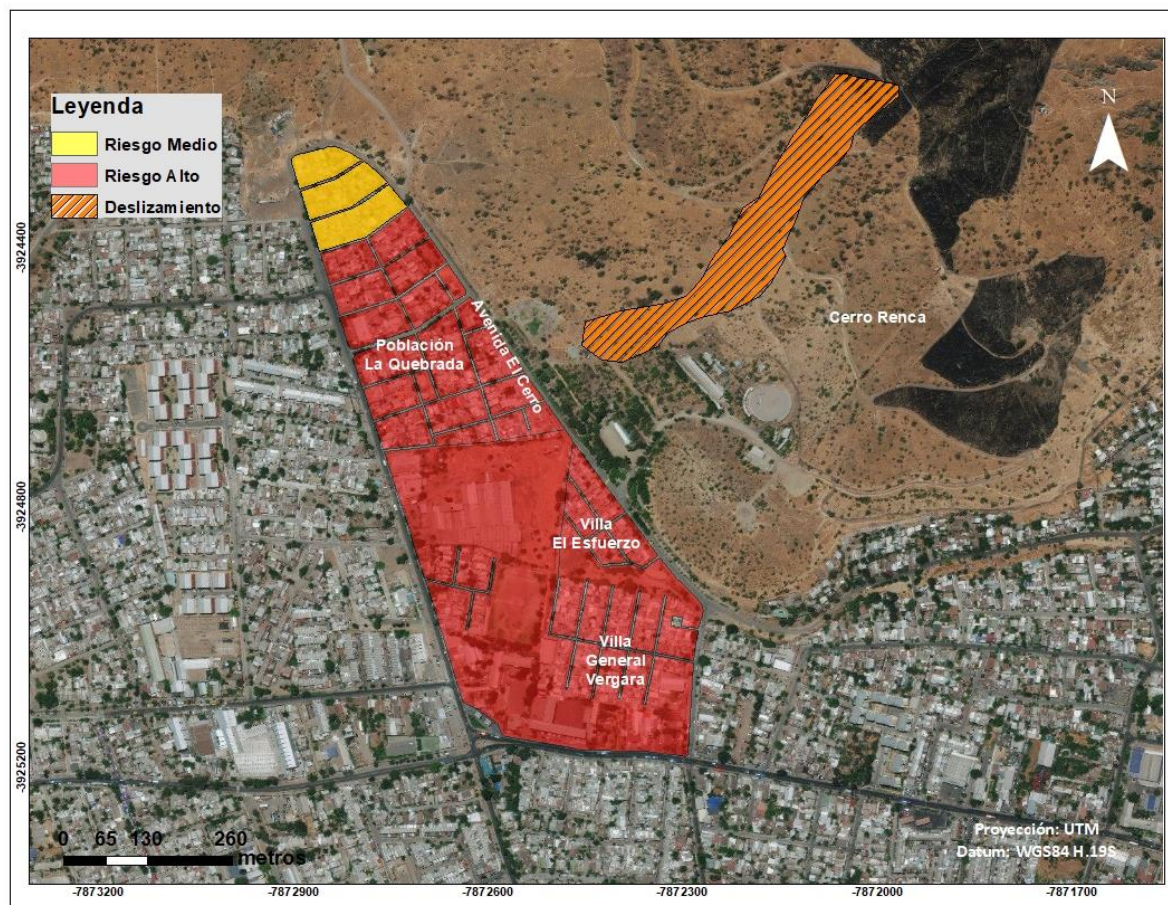 Leyenda
Riesgo Medio
Riesgo Alto
Deslizamiento
N
Cerro Renca
Avenida El Cerro
Población
La Quebrada
Villa
El Esfuerzo
Villa
General
Vergara
-3924400
-3924800
-3925200
0 65 130 260
metros
Proyección: UTM
Datum: WGS84 H.19S
-7873200 -7872900 -7872600 -7872300 -7872000 -7871700